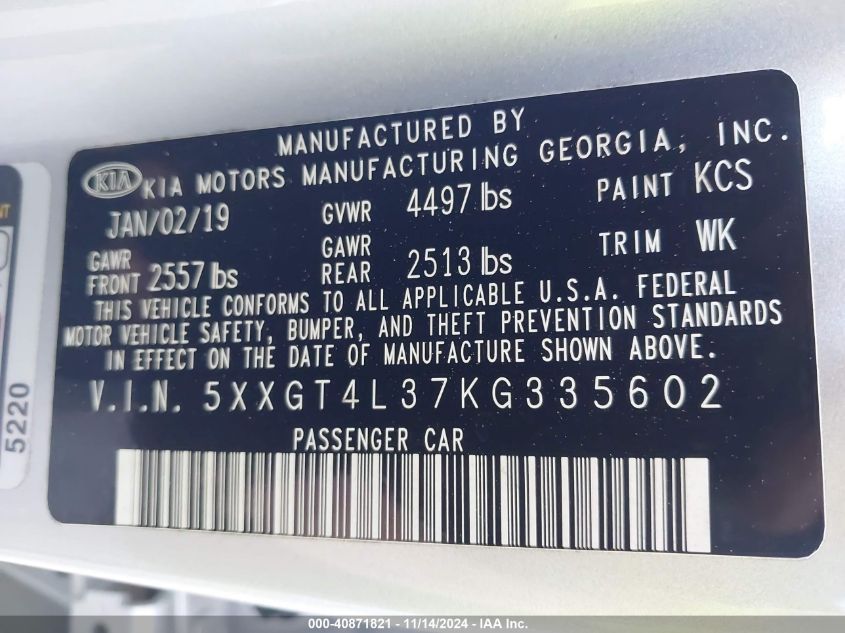 MANUFACTURED BY
KIA KIA MOTORS MANUFACTURING GEORGIA, INC.
JAN/02/19 GVWR 4497 lbs PAINT KCS
GAWR FRONT 2557 lbs GAWR REAR 2513 lbs TRIM WK
THIS VEHICLE CONFORMS TO ALL APPLICABLE U.S.A. FEDERAL
MOTOR VEHICLE SAFETY, BUMPER, AND THEFT PREVENTION STANDARDS
IN EFFECT ON THE DATE OF MANUFACTURE SHOWN ABOVE.
V.I.N. 5XXGT4L37KG335602
PASSENGER CAR
5220
000-40871821 - 11/14/2024 - IAA Inc.